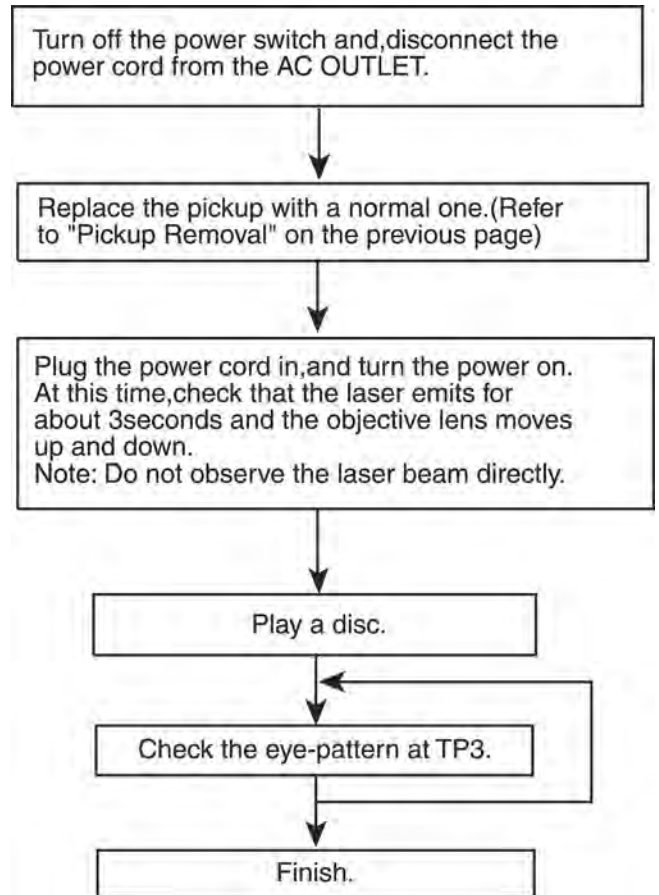 Turn off the power switch and,disconnect the
power cord from the AC OUTLET.
Replace the pickup with a normal one.(Refer
to "Pickup Removal" on the previous page)
Plug the power cord in,and turn the power on.
At this time,check that the laser emits for
about 3seconds and the objective lens moves
up and down.
Note: Do not observe the laser beam directly.
Play a disc.
Check the eye-pattern at TP3.
Finish.